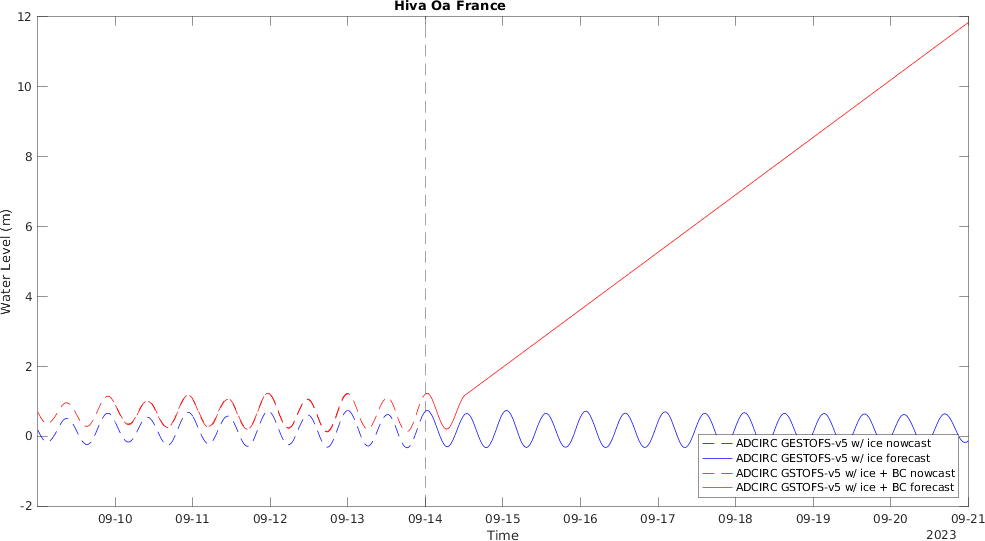 Hiva Oa France
12
10
8
6
4
2
0
-2
Water Level (m)
ADCIRC GESTOFS-v5 w/ ice nowcast
ADCIRC GESTOFS-v5 w/ ice forecast
ADCIRC GSTOFS-v5 w/ ice + BC nowcast
ADCIRC GSTOFS-v5 w/ ice + BC forecast
09-10 09-11 09-12 09-13 09-14 09-15 09-16 09-17 09-18 09-19 09-20 09-21
Time
2023